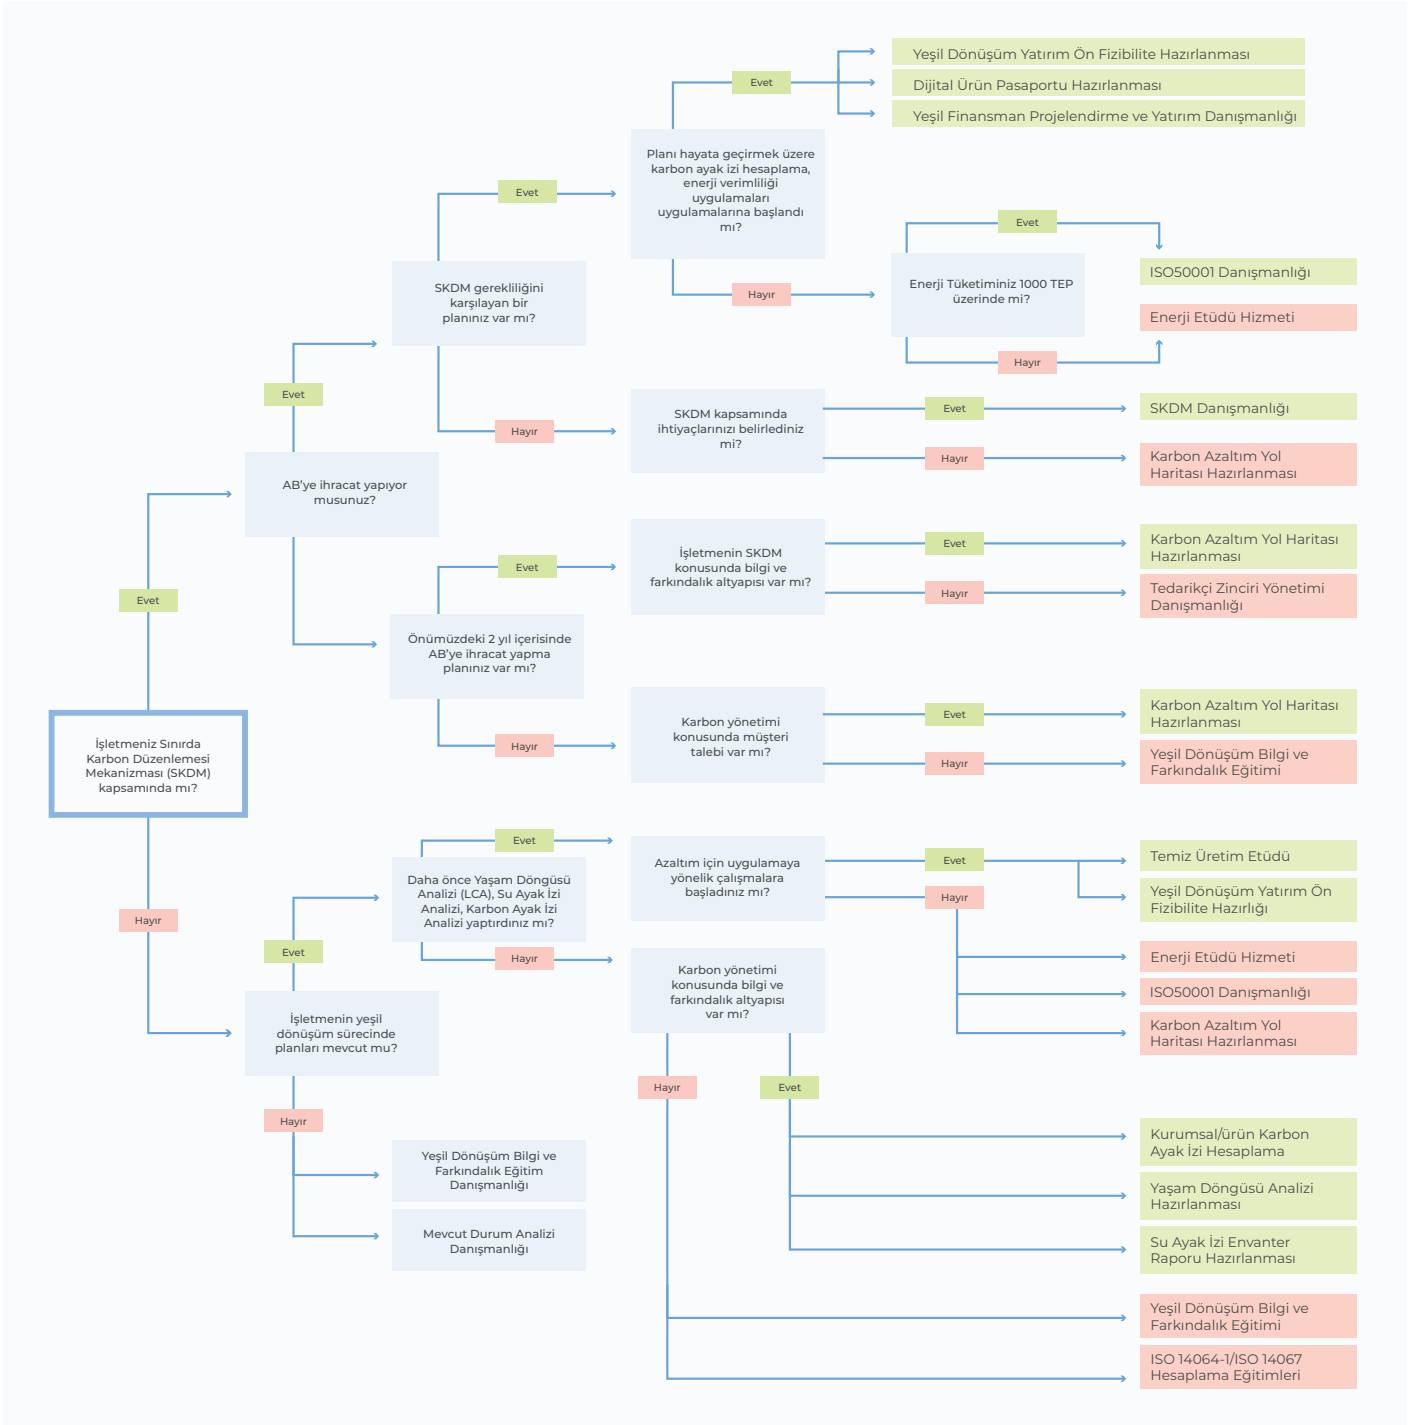 Yeşil Dönüşüm Yatırım Ön Fizibilite Hazırlanması
Evet
Dijital Ürün Pasaportu Hazırlanması
Yeşil Finansman Projelendirme ve Yatırım Danışmanlığı
Planı hayata geçirmek üzere
karbon ayak izi hesaplama,
enerji verimliliği
uygulamaları
uygulamalarına başlandı
mı?
Evet
Evet
Hayır
Enerji Tüketiminiz 1000 TEP
üzerinde mi?
ISO50001 Danışmanlığı
Enerji Etüdü Hizmeti
Hayır
SKDM gerekliliğini
karşılayan bir
planınız var mı?
Evet
Hayır
SKDM kapsamında
ihtiyaçlarınızı belirlediniz
mi?
Evet
SKDM Danışmanlığı
Hayır
Karbon Azaltım Yol
Haritası Hazırlanması
AB'ye ihracat yapıyor
musunuz?
Evet
Evet
İşletmenin SKDM
konusunda bilgi ve
farkındalık altyapısı var mı?
Evet
Karbon Azaltım Yol Haritası
Hazırlanması
Hayır
Tedarikçi Zinciri Yönetimi
Danışmanlığı
Önümüzdeki 2 yıl içerisinde
AB'ye ihracat yapma
planınız var mı?
Hayır
Karbon yönetimi
konusunda müşteri
talebi var mı?
Evet
Karbon Azaltım Yol Haritası
Hazırlanması
Hayır
Yeşil Dönüşüm Bilgi ve
Farkındalık Eğitimi
İşletmeniz Sınırda
Karbon Düzenlemesi
Mekanizması (SKDM)
kapsamında mı?
Hayır
Evet
Daha önce Yaşam Döngüsü
Analizi (LCA), Su Ayak İzi
Analizi, Karbon Ayak İzi
Analizi yaptırdınız mı?
Evet
Hayır
Azaltım için uygulamaya
yönelik çalışmalara
başladınız mı?
Evet
Temiz Üretim Etüdü
Yeşil Dönüşüm Yatırım Ön
Fizibilite Hazırlığı
Hayır
Enerji Etüdü Hizmeti
ISO50001 Danışmanlığı
Karbon Azaltım Yol
Haritası Hazırlanması
Karbon yönetimi
konusunda bilgi ve
farkındalık altyapısı
var mı?
İşletmenin yeşil
dönüşüm sürecinde
planları mevcut mu?
Hayır
Evet
Hayır
Kurumsal/ürün Karbon
Ayak İzi Hesaplama
Yeşil Dönüşüm Bilgi ve
Farkındalık Eğitim
Danışmanlığı
Yaşam Döngüsü Analizi
Hazırlanması
Mevcut Durum Analizi
Danışmanlığı
Su Ayak İzi Envanter
Raporu Hazırlanması
Yeşil Dönüşüm Bilgi ve
Farkındalık Eğitimi
ISO 14064-1/ISO 14067
Hesaplama Eğitimleri